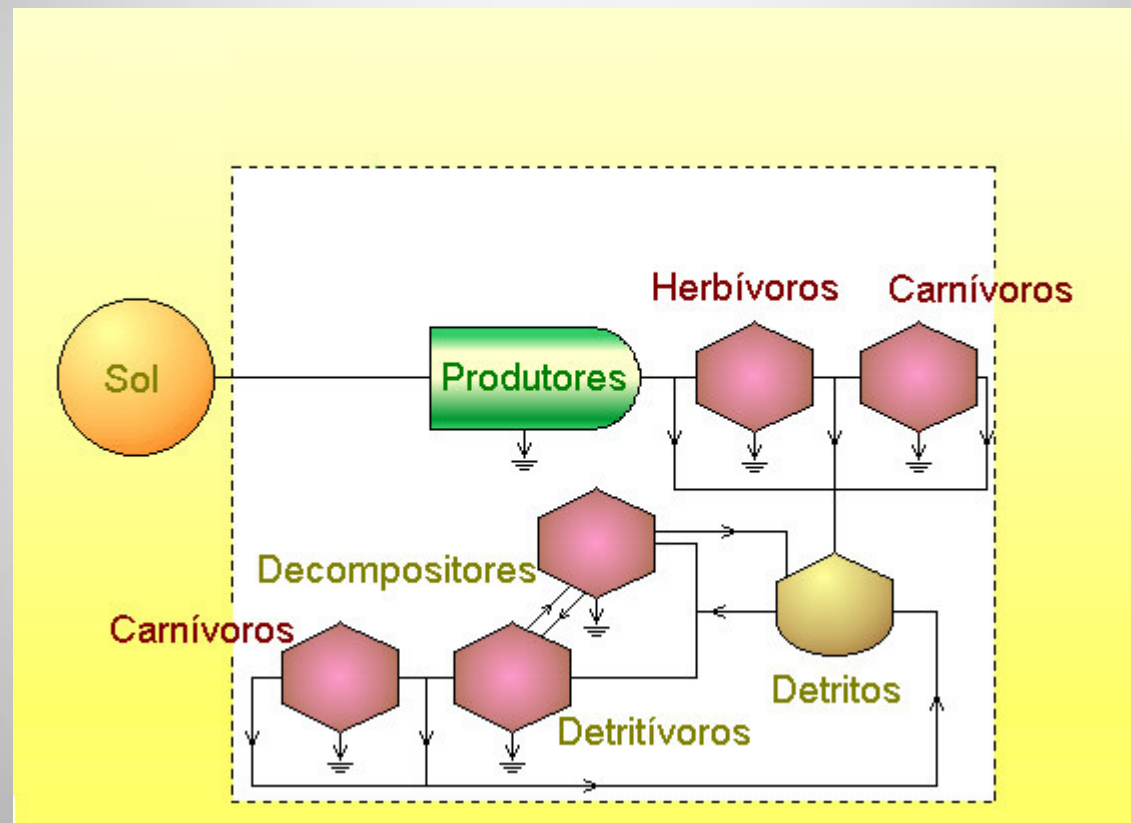 Herbívoros
Carnívoros
Sol
Produtores
Decompositores
Carnívoros
Detritos
Detritívoros